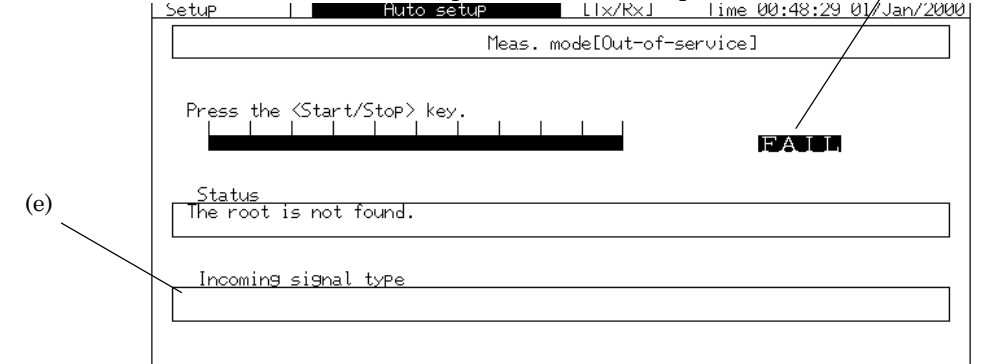 Setup Auto setup [Tx/Rx] Time 00:48:29 01/Jan/2000
Meas. mode[Out-of-service]
Press the <Start/Stop> key.
FAIL
(e)
Status
The root is not found.
Incoming signal type